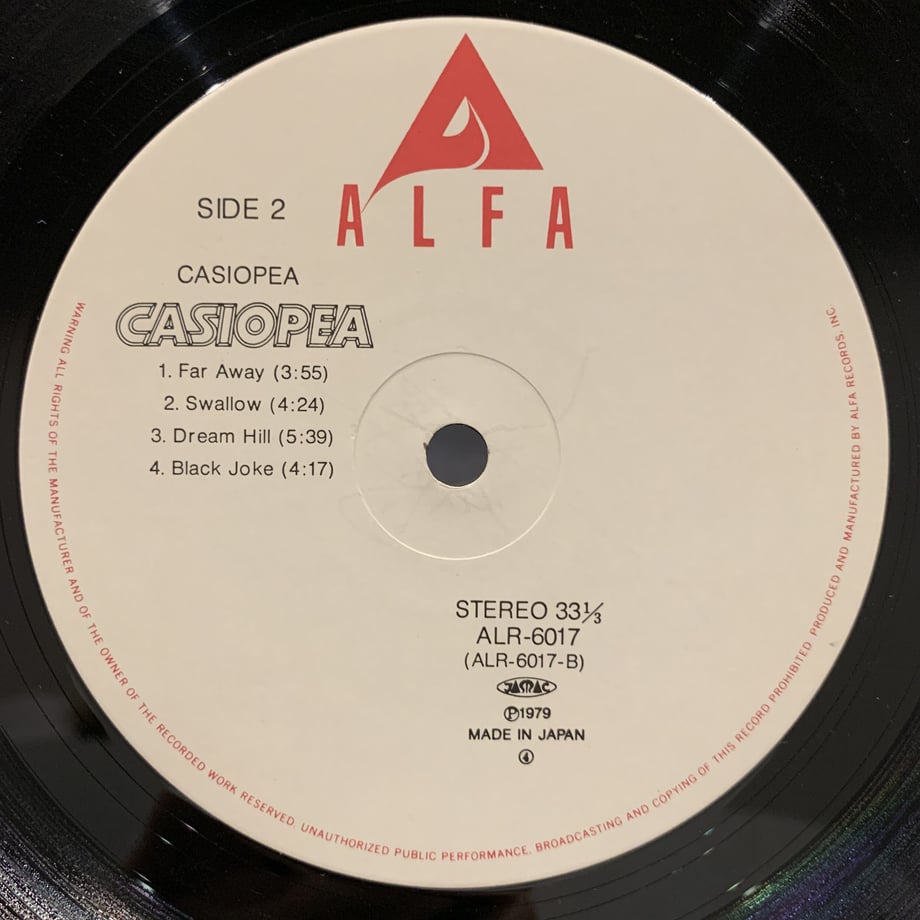 ALFA
SIDE 2
CASIOPEA
CASIOPEA
1. Far Away (3:55)
2. Swallow (4:24)
3. Dream Hill (5:39)
4. Black Joke (4:17)
STEREO 33⅓
ALR-6017
(ALR-6017-B)
JASRAC
Ⓟ1979
MADE IN JAPAN
④
WARNING ALL RIGHTS OF THE MANUFACTURER AND OF THE OWNER OF THE RECORDED WORK RESERVED. UNAUTHORIZED PUBLIC PERFORMANCE, BROADCASTING AND COPYING OF THIS RECORD PROHIBITED. PRODUCED AND MANUFACTURED BY ALFA RECORDS, INC.